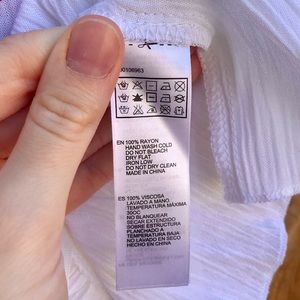 EN 100% RAYON
HAND WASH COLD
DO NOT BLEACH
DRY FLAT
IRON LOW
DO NOT DRY CLEAN
MADE IN CHINA
ES 100% VISCOSA
LAVADO A MANO
TEMPERATURA MÁXIMA
30OC
NO BLANQUEAR
SECAR EXTENDIDO
SOBRE ESTRUCTURA
PLANCHADO A
TEMPERATURA BAJA
NO LAVADO EN SECO
HECHO EN CHINA